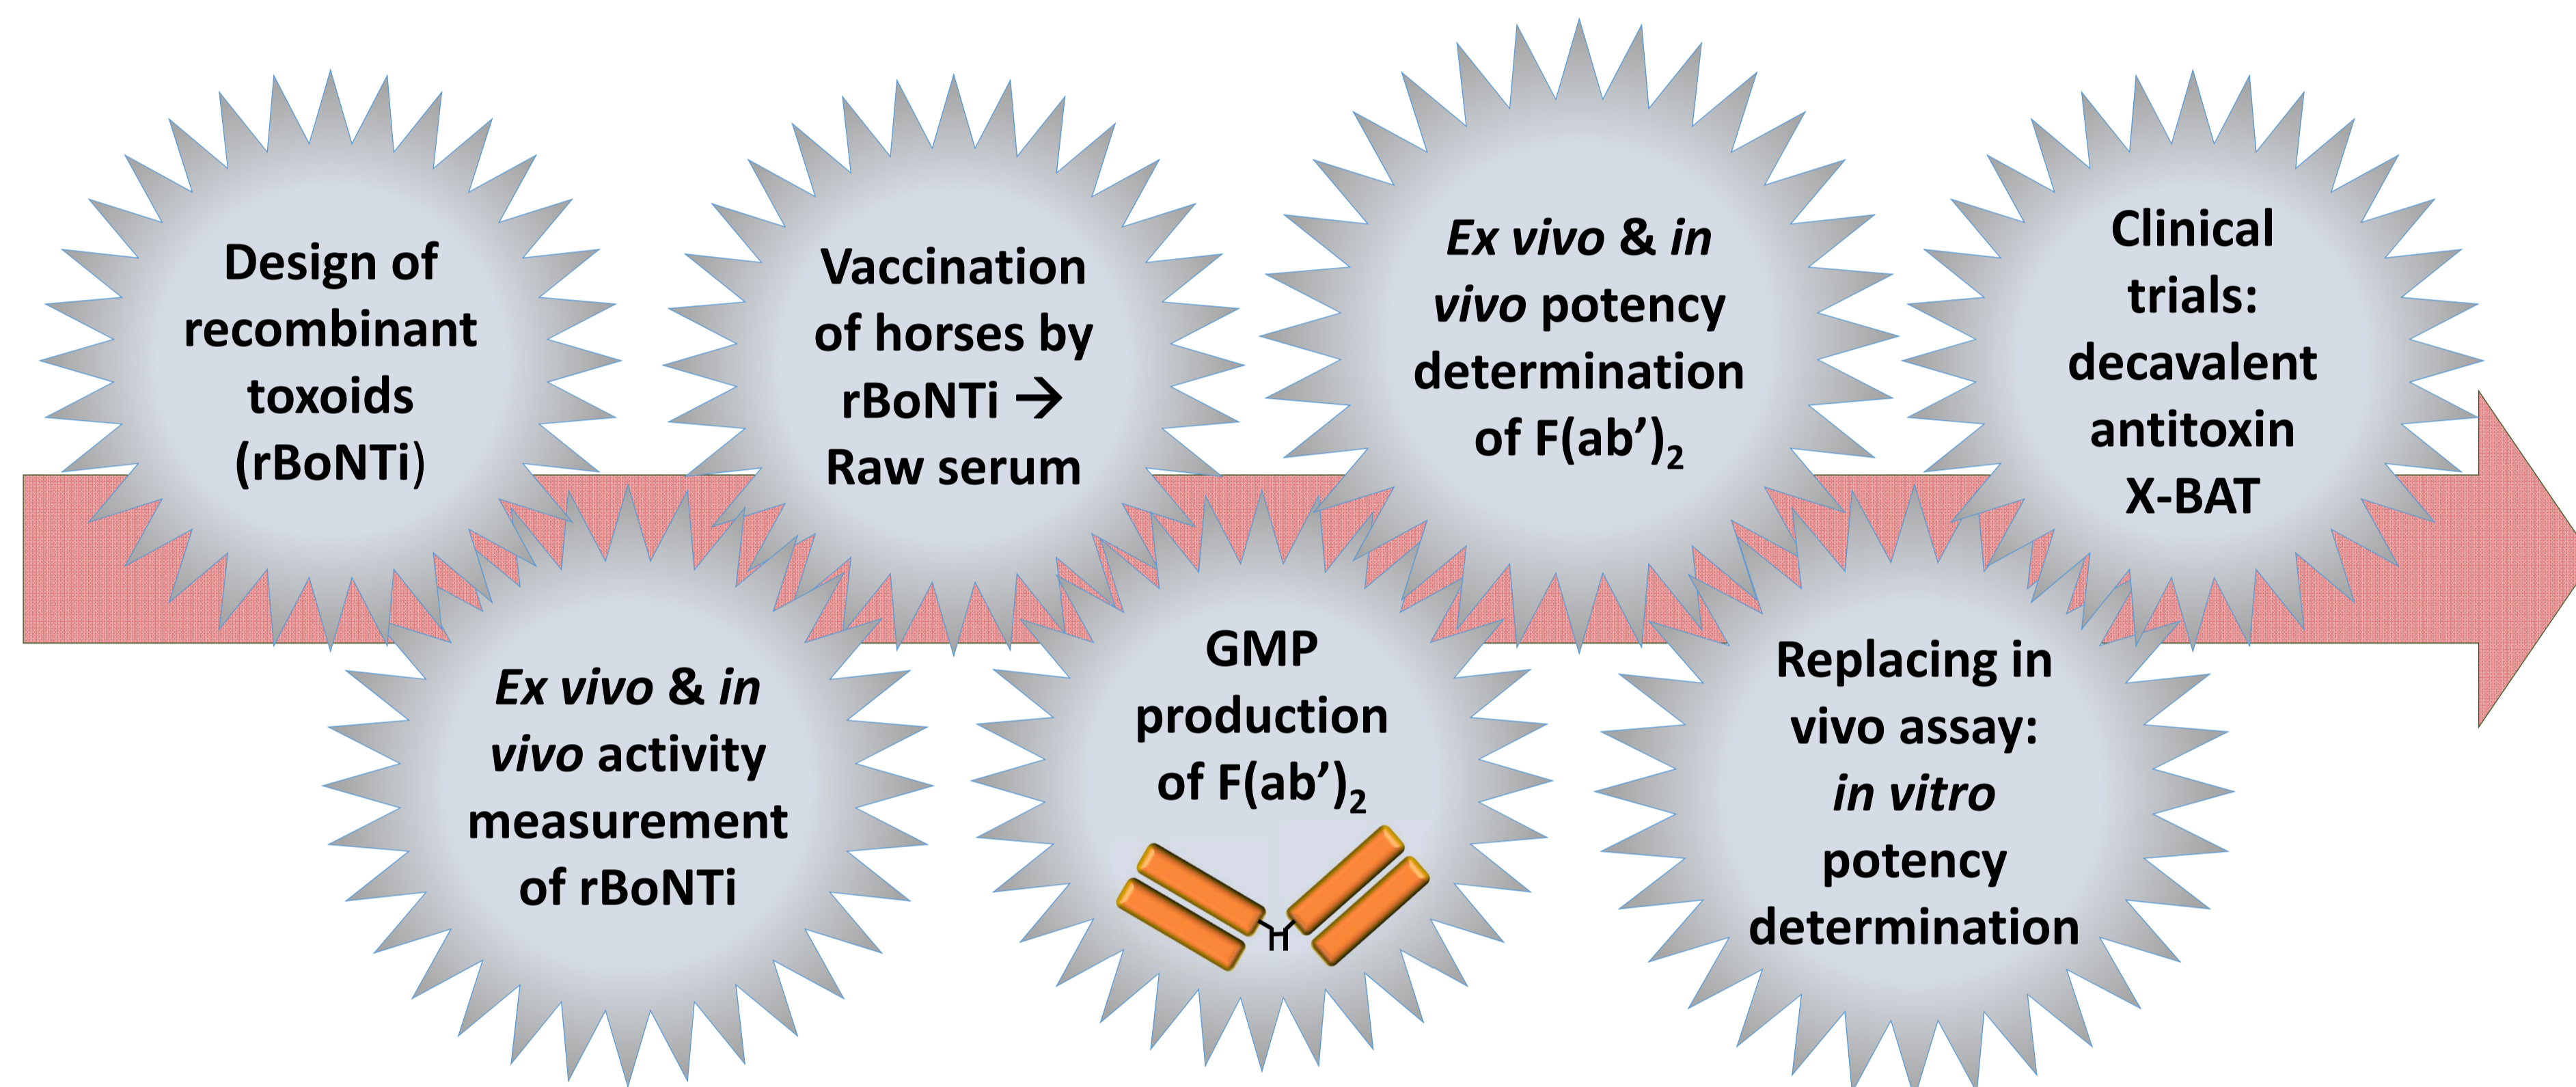 Design of
recombinant
toxoids
(rBoNTi)
Ex vivo & in
vivo activity
measurement
of rBoNTi
Vaccination
of horses by
rBoNTi →
Raw serum
GMP
production
of F(ab’)₂
H
Ex vivo & in
vivo potency
determination
of F(ab’)₂
Replacing in
vivo assay:
in vitro
potency
determination
Clinical
trials:
decavalent
antitoxin
X-BAT